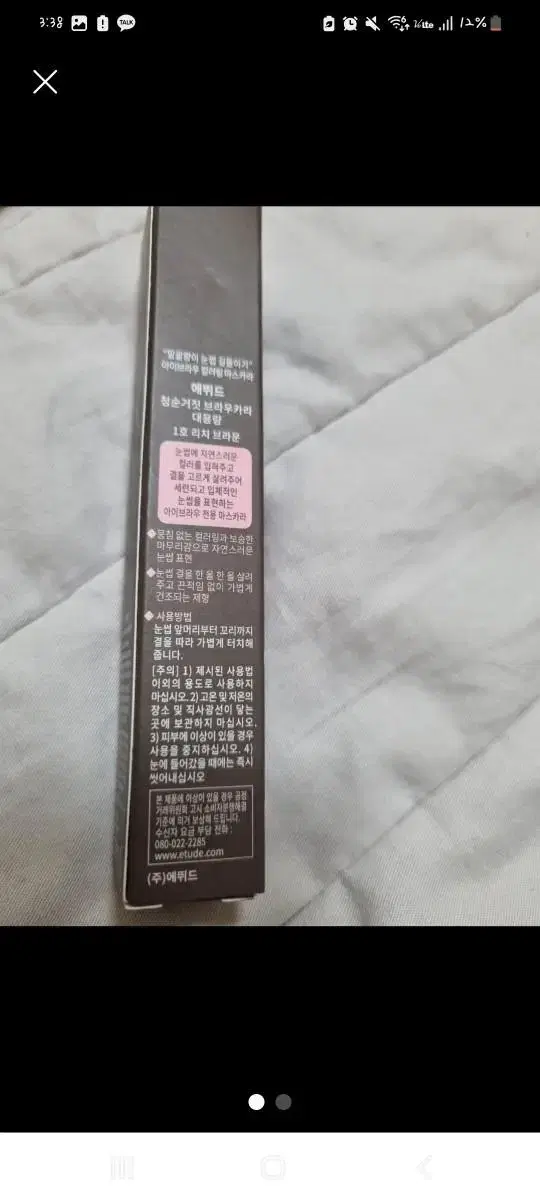 3:38
TALK
6
VoLTE
12%
"말괄량이 눈썹 길들이기"
아이브라우 컬러링 마스카라
에뛰드
청순거짓 브라우카라
대용량
1호 리치 브라운
눈썹에 자연스러운
컬러를 입혀주고
결을 고르게 살려주어
세련되고 입체적인
눈썹을 표현하는
아이브라우 전용 마스카라
◆뭉침 없는 컬러링과 보송한
마무리감으로 자연스러운
눈썹 표현
◆눈썹 결을 한 올 한 올 살려
주고 끈적임 없이 가볍게
건조되는 제형
◆ 사용방법
눈썹 앞머리부터 꼬리까지
결을 따라 가볍게 터치해
줍니다.
[주의] 1) 제시된 사용법
이외의 용도로 사용하지
마십시오. 2) 고온 및 저온의
장소 및 직사광선이 닿는
곳에 보관하지 마십시오.
3) 피부에 이상이 있을 경우
사용을 중지하십시오. 4)
눈에 들어갔을 때에는 즉시
씻어내십시오
본 제품에 이상이 있을 경우 공정
거래위원회 고시 소비자분쟁해결
기준에 의거 보상해 드립니다.
수신자 요금 부담 전화 :
080-022-2285
www.etude.com
(주)에뛰드